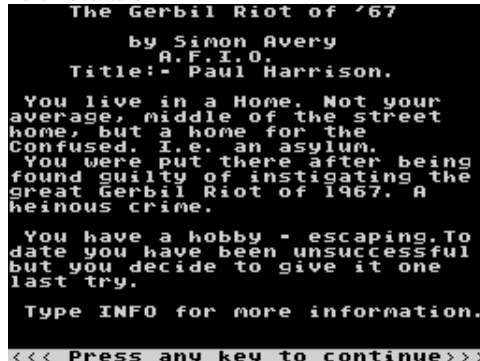 The Gerbil Riot of '67
by Simon Avery
A.F.I.O.
Title:- Paul Harrison.
You live in a Home. Not your
average, middle of the street
home, but a home for the
Confused. I.e. an asylum.
You were put there after being
found guilty of instigating the
great Gerbil Riot of 1967. A
heinous crime.
You have a hobby - escaping.To
date you have been unsuccessful
but you decide to give it one
last try.
Type INFO for more information.
<<< Press any key to continue>>>